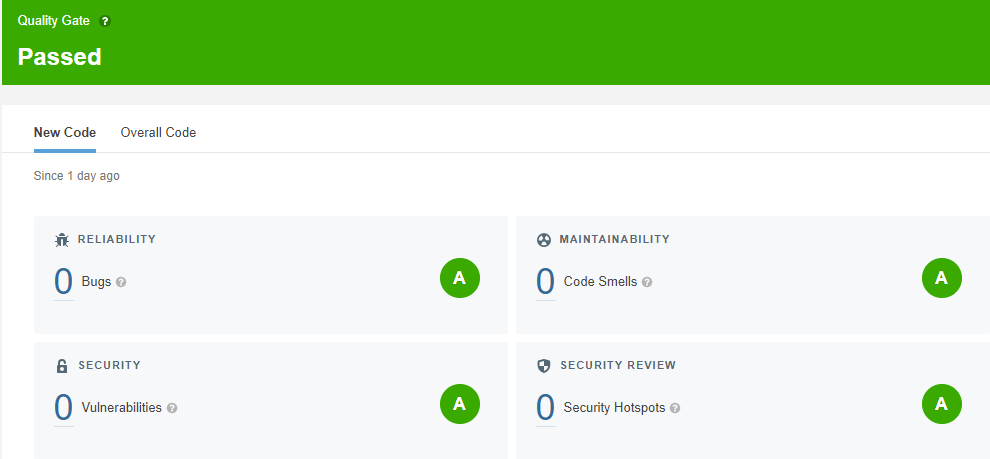 Quality Gate ?
Passed
New Code Overall Code
Since 1 day ago
RELIABILITY
0 Bugs ? A
MAINTAINABILITY
0 Code Smells ? A
SECURITY
0 Vulnerabilities ? A
SECURITY REVIEW
0 Security Hotspots ? A